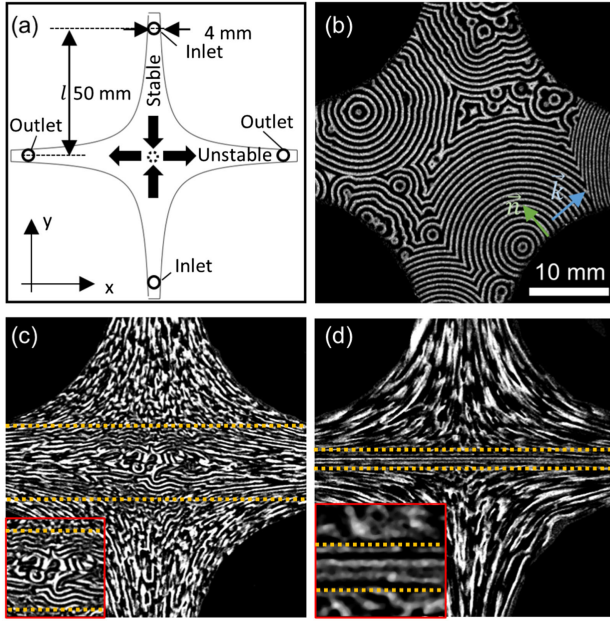 (a)
4 mm
Inlet
l 50 mm
Stable
Outlet
Outlet
Unstable
y
x
Inlet
(b)
n
k
10 mm
(c)
(d)